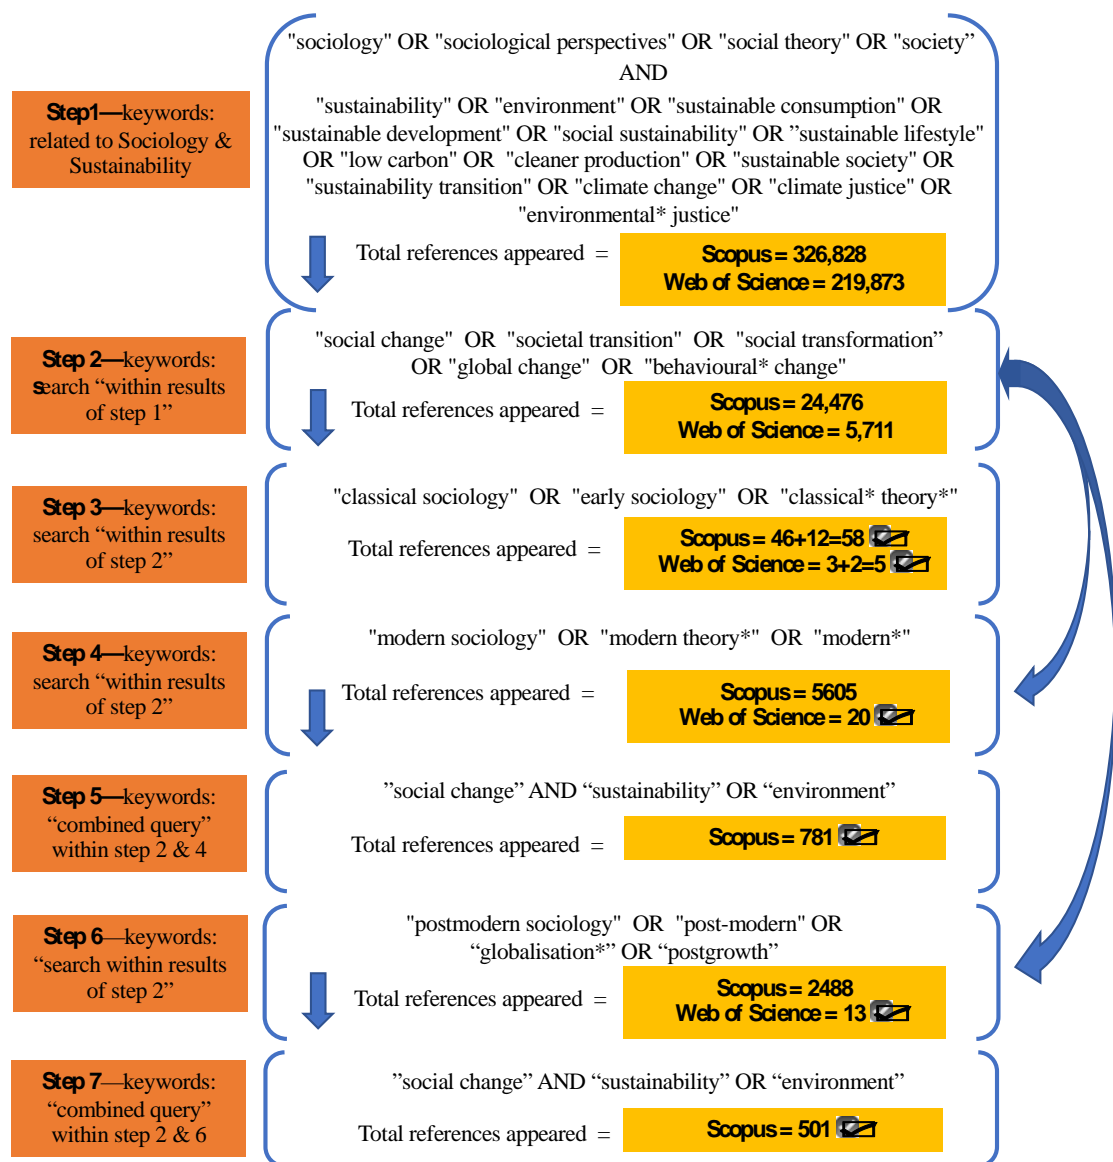 "sociology" OR "sociological perspectives" OR "social theory" OR "society”
AND
"sustainability" OR "environment" OR "sustainable consumption" OR
"sustainable development" OR "social sustainability" OR ”sustainable lifestyle"
OR "low carbon" OR "cleaner production" OR "sustainable society" OR
"sustainability transition" OR "climate change" OR "climate justice" OR
"environmental* justice"
Step1—keywords:
related to Sociology &
Sustainability
Total references appeared =
Scopus = 326,828
Web of Science = 219,873
"social change" OR "societal transition" OR "social transformation”
OR "global change" OR "behavioural* change"
Step 2—keywords:
search “within results
of step 1”
Total references appeared =
Scopus = 24,476
Web of Science = 5,711
"classical sociology" OR "early sociology" OR "classical* theory*"
Step 3—keywords:
search “within results
of step 2”
Total references appeared =
Scopus = 46+12=58
Web of Science = 3+2=5
"modern sociology" OR "modern theory*" OR "modern*"
Step 4—keywords:
search “within results
of step 2”
Total references appeared =
Scopus = 5605
Web of Science = 20
”social change” AND “sustainability” OR “environment”
Step 5—keywords:
“combined query”
within step 2 & 4
Total references appeared =
Scopus = 781
"postmodern sociology" OR "post-modern" OR
“globalisation*” OR “postgrowth”
Step 6—keywords:
“search within results
of step 2”
Total references appeared =
Scopus = 2488
Web of Science = 13
”social change” AND “sustainability” OR “environment”
Step 7—keywords:
“combined query”
within step 2 & 6
Total references appeared =
Scopus = 501